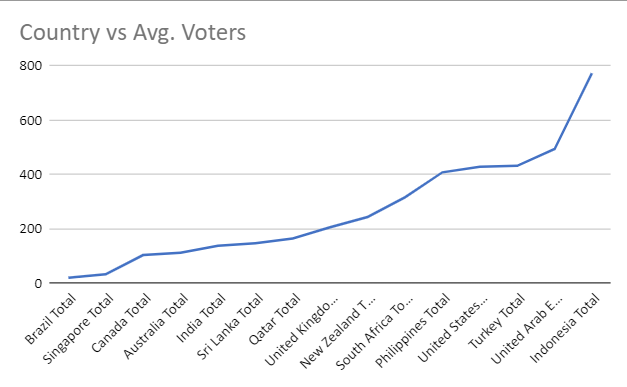 Country vs Avg. Voters
800
600
400
200
0
Brazil Total
Singapore Total
Canada Total
Australia Total
India Total
Sri Lanka Total
Qatar Total
United Kingdo...
New Zealand T...
South Africa To...
Philippines Total
United States...
Turkey Total
United Arab E...
Indonesia Total